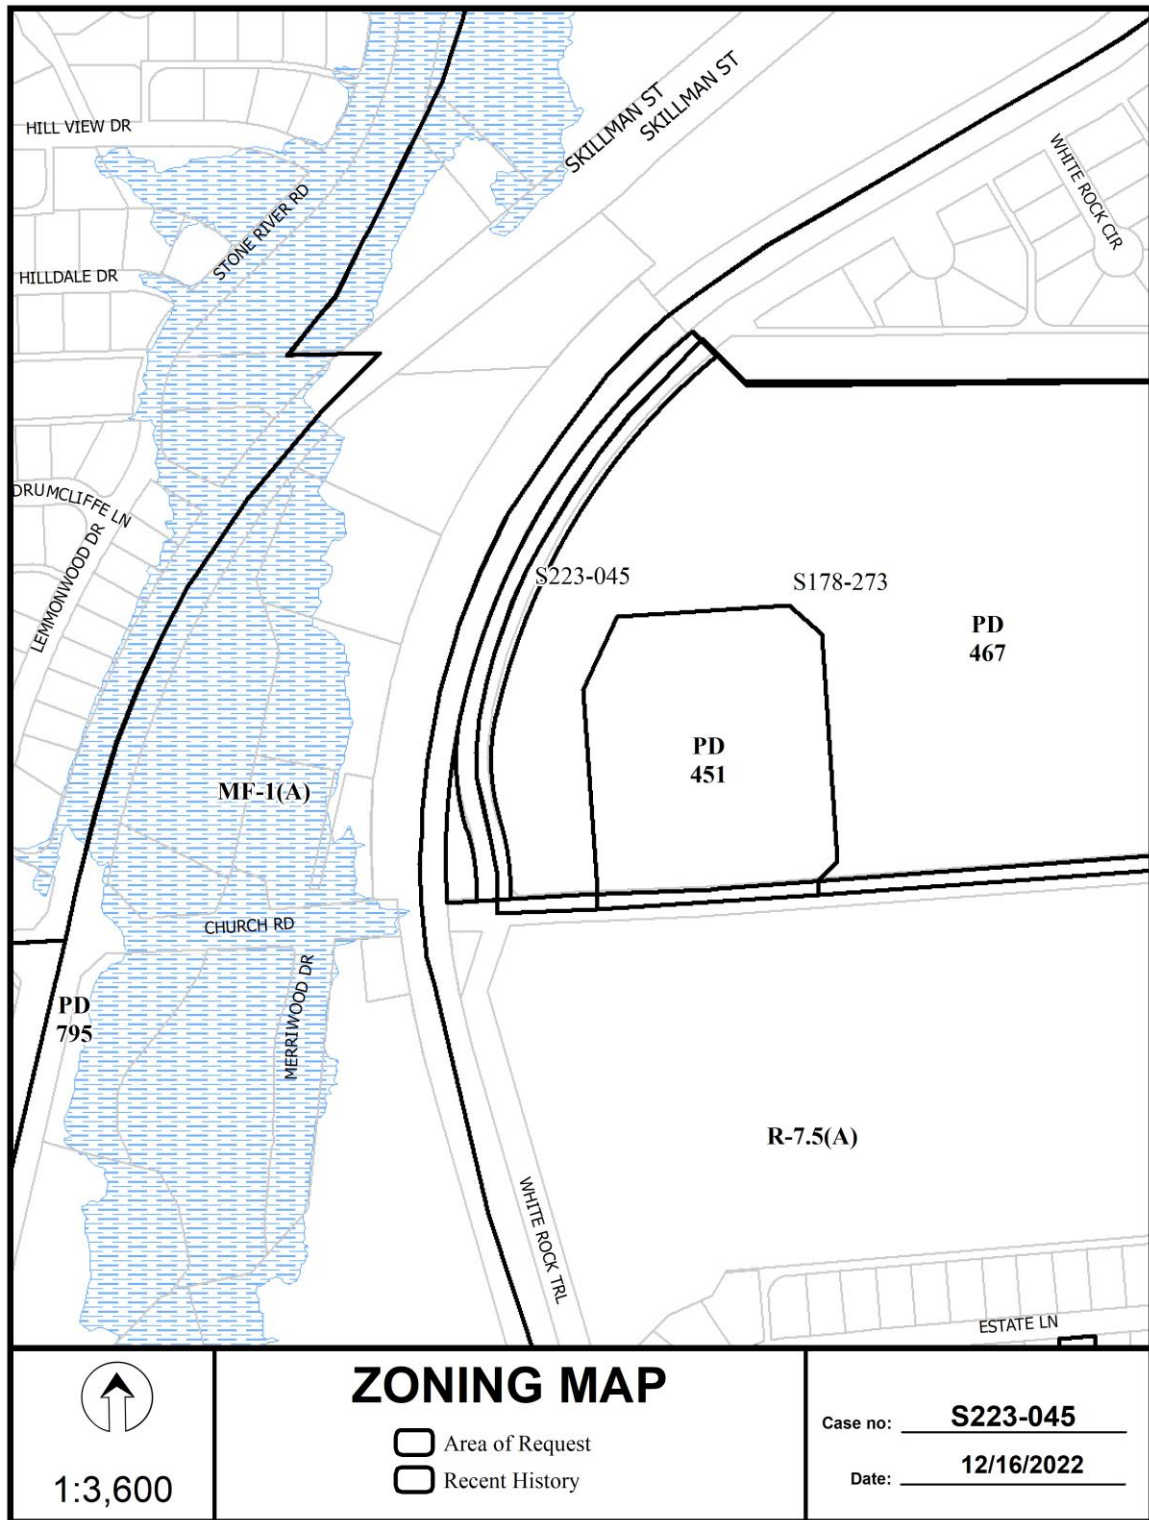 SKILLMAN ST
SKILLMAN ST
HILL VIEW DR
WHITE ROCK CIR
STONE RIVER RD
HILLDALE DR
DRUMCLIFFE LN
LEMMONWOOD DR
S223-045
S178-273
PD
467
PD
451
MF-1(A)
CHURCH RD
MERRIWOOD DR
PD
795
R-7.5(A)
WHITE ROCK TRL
ESTATE LN
1:3,600
ZONING MAP
Area of Request
Recent History
Case no: S223-045
Date: 12/16/2022